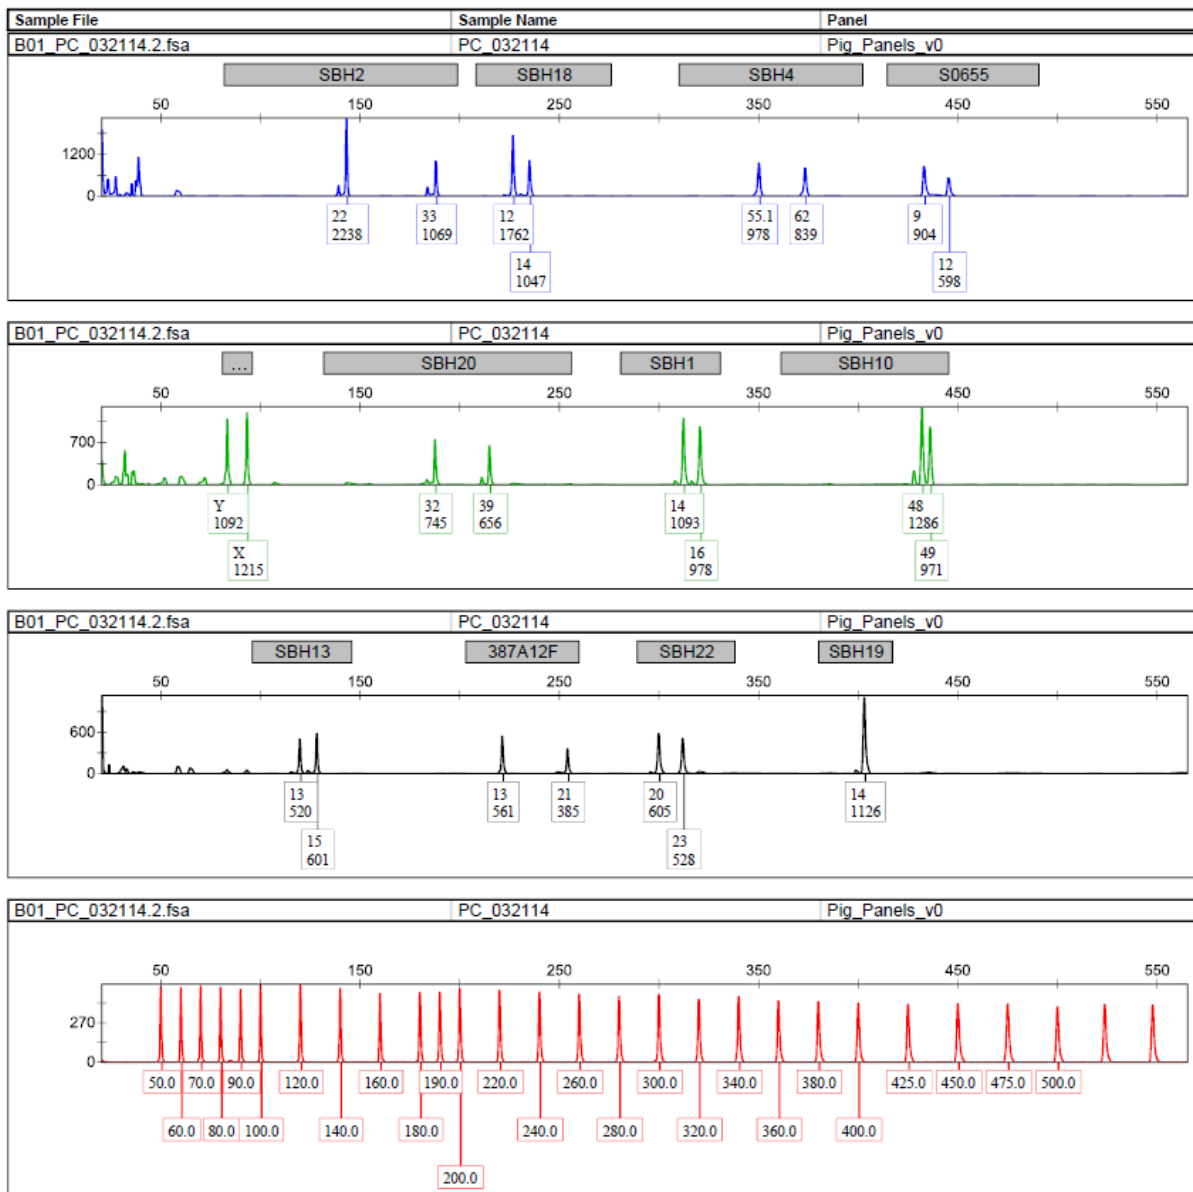 Sample File Sample Name Panel
B01_PC_032114.2.fsa PC_032114 Pig_Panels_v0
SBH2 SBH18 SBH4 S0655
50 150 250 350 450 550
1200
0
22 33 12 55.1 62 9
2238 1069 1762 978 839 904
14 12
1047 598
B01_PC_032114.2.fsa PC_032114 Pig_Panels_v0
... SBH20 SBH1 SBH10
50 150 250 350 450 550
700
0
Y 32 39 14 48
1092 745 656 1093 1286
X 16 49
1215 978 971
B01_PC_032114.2.fsa PC_032114 Pig_Panels_v0
SBH13 387A12F SBH22 SBH19
50 150 250 350 450 550
600
0
13 13 21 20 14
520 561 385 605 1126
15 23
601 528
B01_PC_032114.2.fsa PC_032114 Pig_Panels_v0
50 150 250 350 450 550
270
0
50.0 70.0 90.0 120.0 160.0 190.0 220.0 260.0 300.0 340.0 380.0 425.0 450.0 475.0 500.0
60.0 80.0 100.0 140.0 180.0 240.0 280.0 320.0 360.0 400.0
200.0